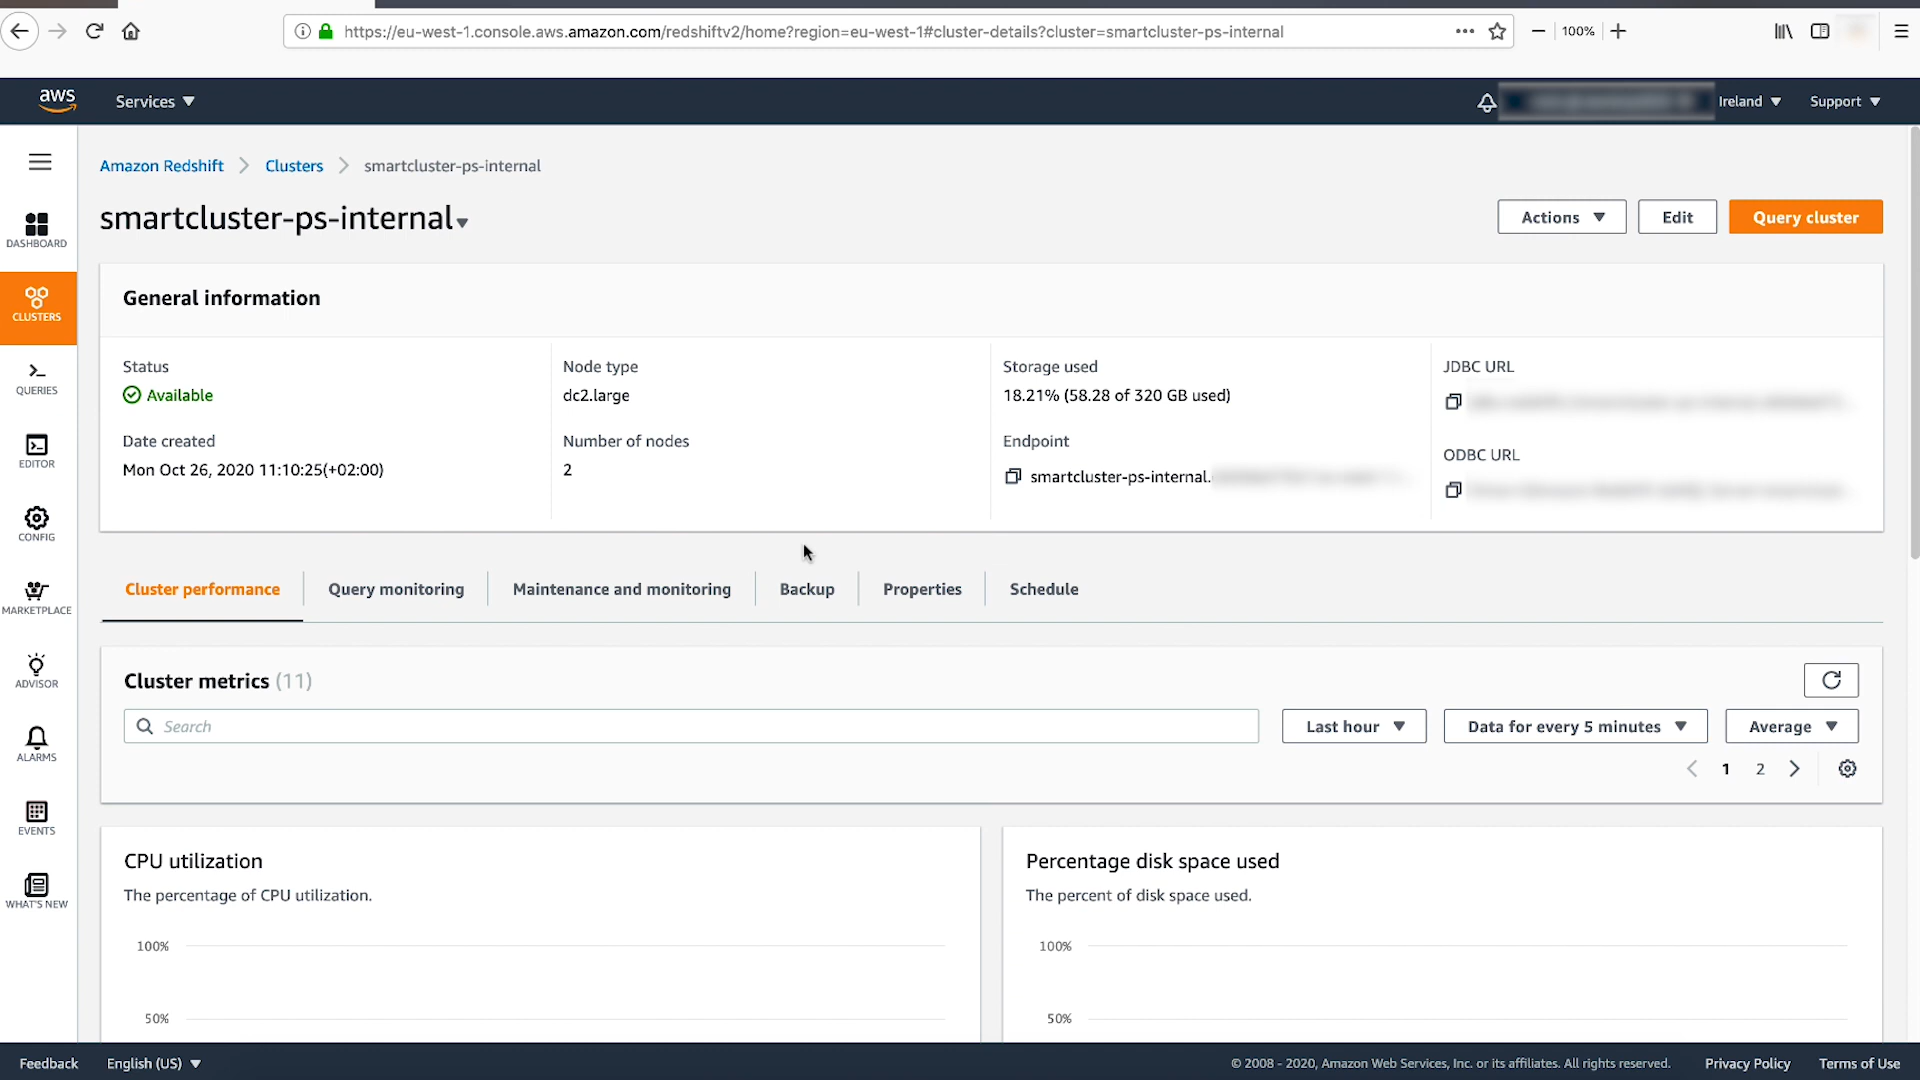 https://eu-west-1.console.aws.amazon.com/redshiftv2/home?region=eu-west-1#cluster-details?cluster=smartcluster-ps-internal
100%
aws
Services
Ireland
Support
Amazon Redshift
Clusters
smartcluster-ps-internal
smartcluster-ps-internal
Actions
Edit
Query cluster
DASHBOARD
CLUSTERS
QUERIES
EDITOR
CONFIG
MARKETPLACE
ADVISOR
ALARMS
EVENTS
WHAT'S NEW
General information
Status
Available
Date created
Mon Oct 26, 2020 11:10:25(+02:00)
Node type
dc2.large
Number of nodes
2
Storage used
18.21% (58.28 of 320 GB used)
Endpoint
smartcluster-ps-internal.
JDBC URL
ODBC URL
Cluster performance
Query monitoring
Maintenance and monitoring
Backup
Properties
Schedule
Cluster metrics (11)
Search
Last hour
Data for every 5 minutes
Average
1
2
CPU utilization
The percentage of CPU utilization.
100%
50%
Percentage disk space used
The percent of disk space used.
100%
50%
Feedback
English (US)
© 2008 - 2020, Amazon Web Services, Inc. or its affiliates. All rights reserved.
Privacy Policy
Terms of Use